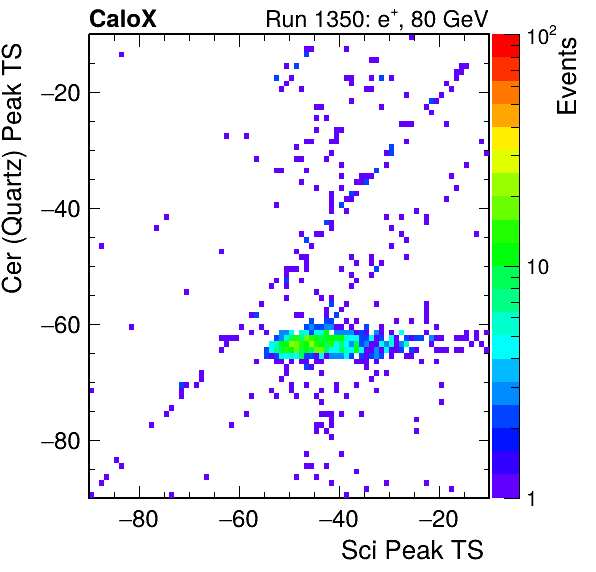 CaloX Run 1350: e⁺, 80 GeV
Cer (Quartz) Peak TS
−20
−40
−60
−80
−80 −60 −40 −20
Sci Peak TS
10²
10
1
Events